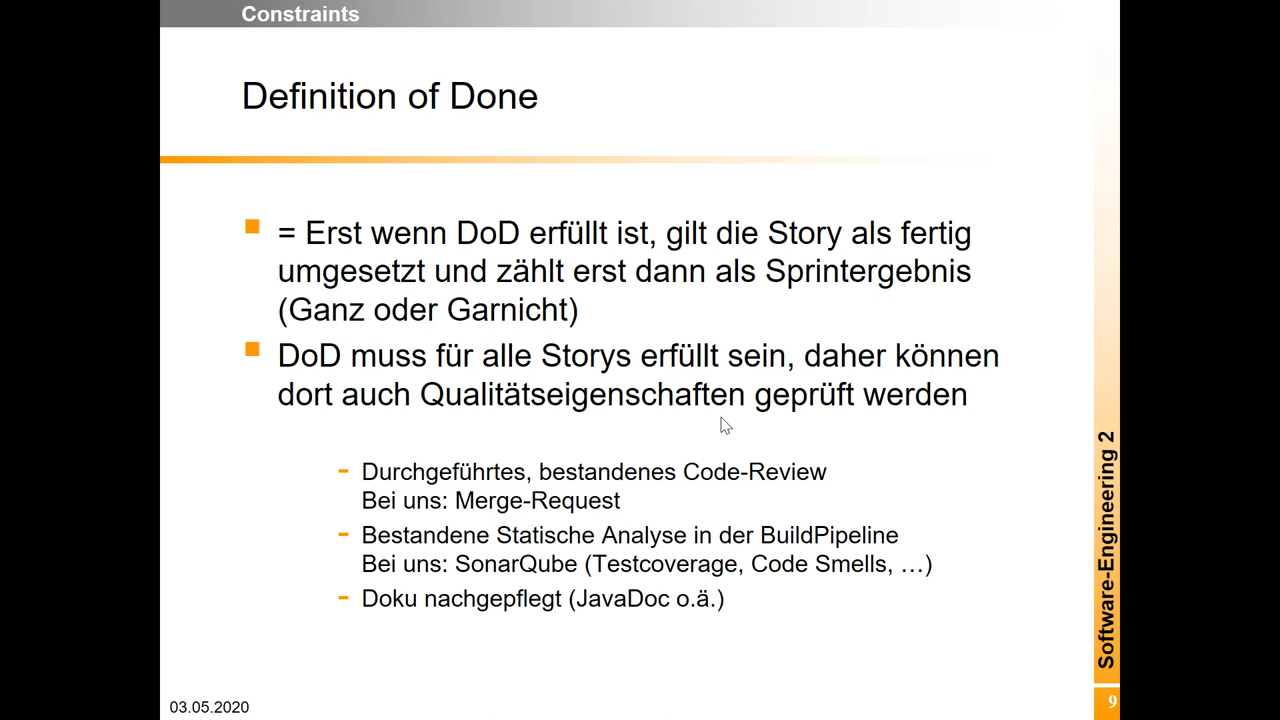 Constraints
Definition of Done
= Erst wenn DoD erfüllt ist, gilt die Story als fertig
umgesetzt und zählt erst dann als Sprintergebnis
(Ganz oder Garnicht)
DoD muss für alle Storys erfüllt sein, daher können
dort auch Qualitätseigenschaften geprüft werden
- Durchgeführtes, bestandenes Code-Review
Bei uns: Merge-Request
- Bestandene Statische Analyse in der BuildPipeline
Bei uns: SonarQube (Testcoverage, Code Smells, …)
- Doku nachgepflegt (JavaDoc o.ä.)
Software-Engineering 2
03.05.2020
9